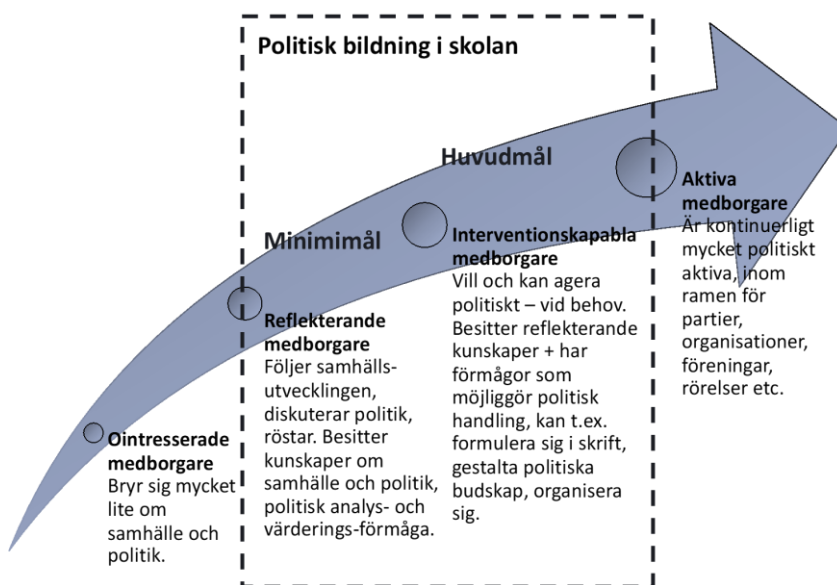 Politisk bildning i skolan
Huvudmål
Minimimål
Ointresserade
medborgare
Bryr sig mycket
lite om
samhälle och
politik.
Reflekterande
medborgare
Följer samhälls-
utvecklingen,
diskuterar politik,
röstar. Besitter
kunskaper om
samhälle och politik,
politisk analys- och
värderings-förmåga.
Interventionskapabla
medborgare
Vill och kan agera
politiskt – vid behov.
Besitter reflekterande
kunskaper + har
förmågor som
möjliggör politisk
handling, kan t.ex.
formulera sig i skrift,
gestalta politiska
budskap, organisera
sig.
Aktiva
medborgare
Är kontinuerligt
mycket politiskt
aktiva, inom
ramen för
partier,
organisationer,
föreningar,
rörelser etc.